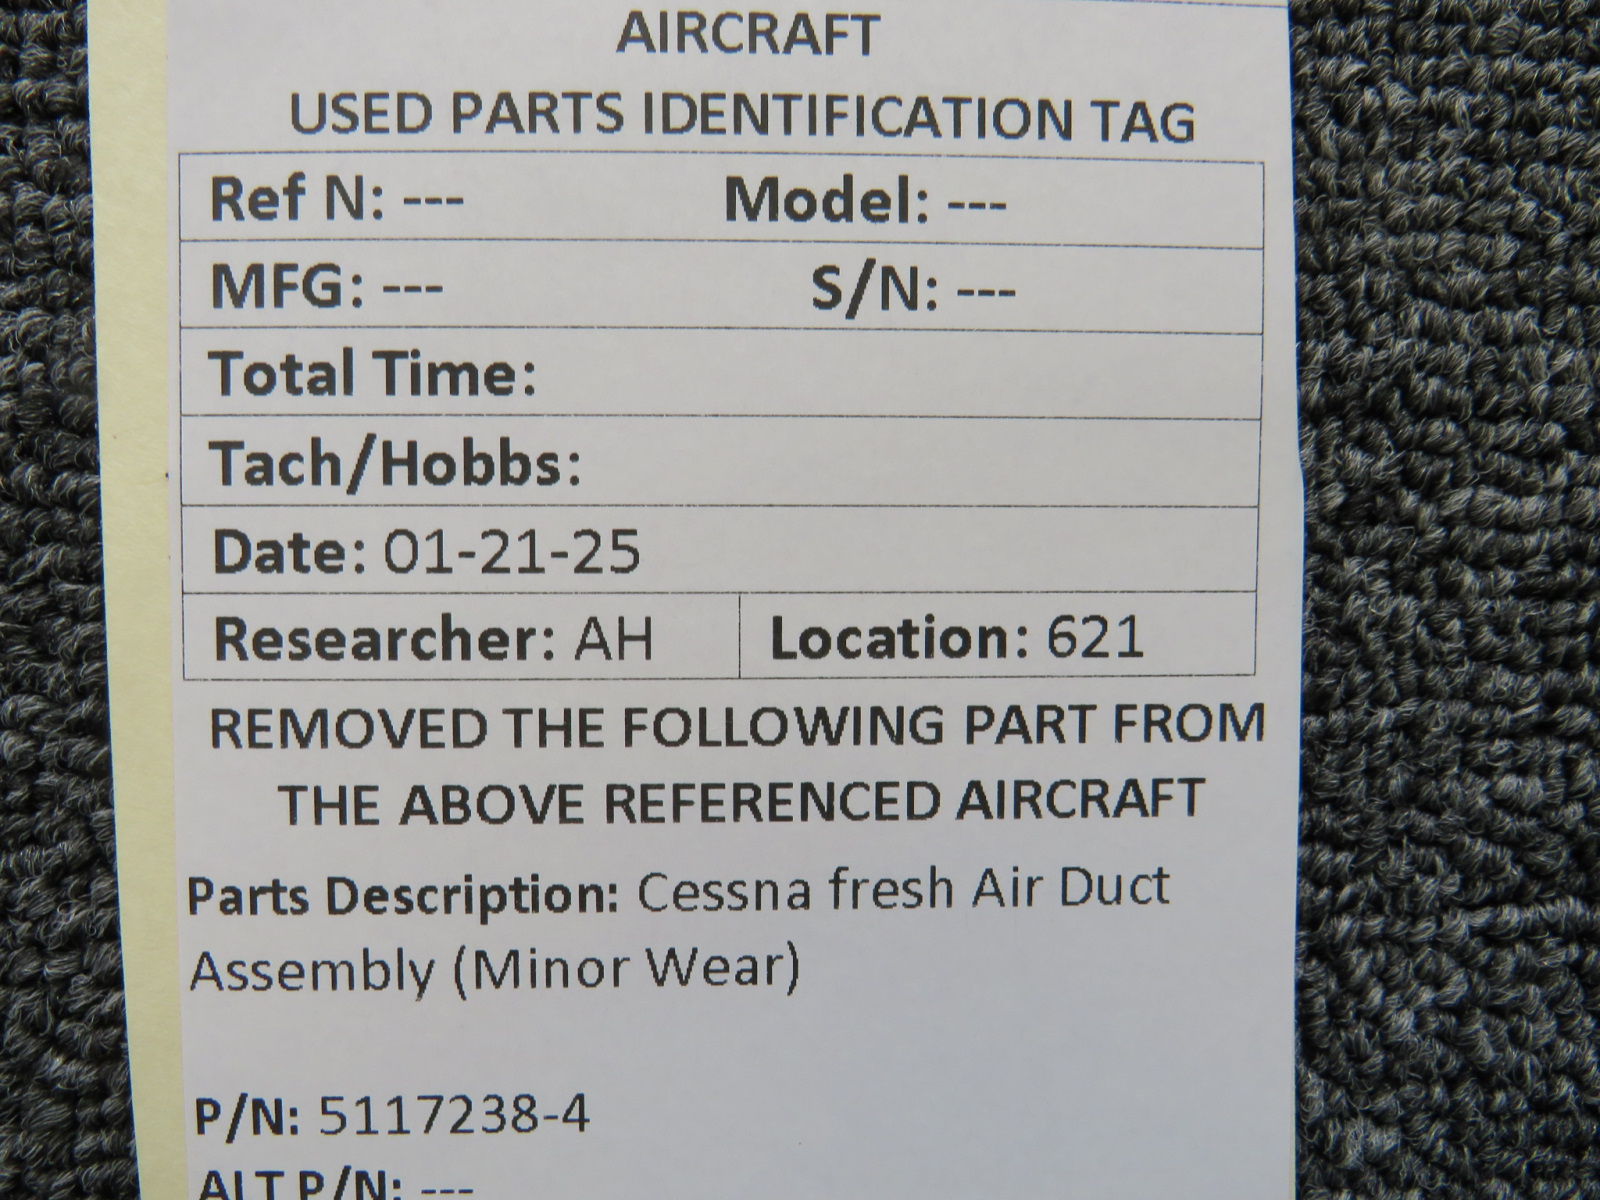 AIRCRAFT
USED PARTS IDENTIFICATION TAG
Ref N: --- Model: ---
MFG: --- S/N: ---
Total Time:
Tach/Hobbs:
Date: 01-21-25
Researcher: AH Location: 621
REMOVED THE FOLLOWING PART FROM
THE ABOVE REFERENCED AIRCRAFT
Parts Description: Cessna fresh Air Duct
Assembly (Minor Wear)
P/N: 5117238-4
ALT P/N: ---